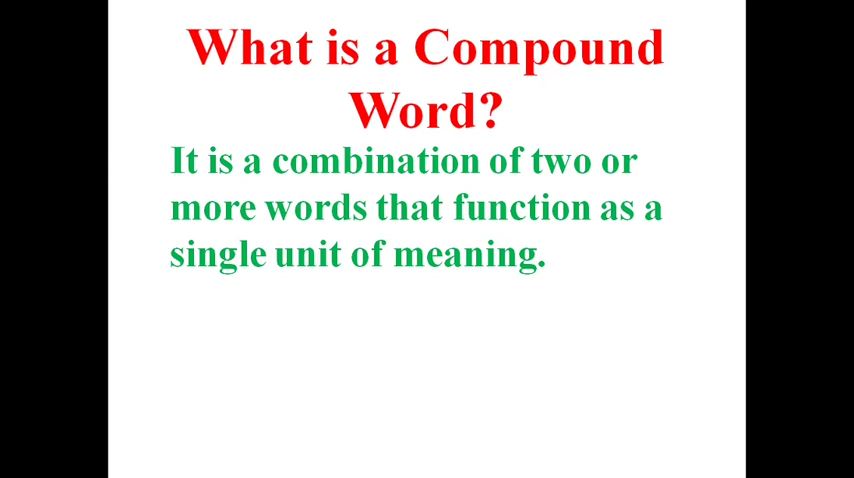 What is a Compound
Word?
It is a combination of two or
more words that function as a
single unit of meaning.